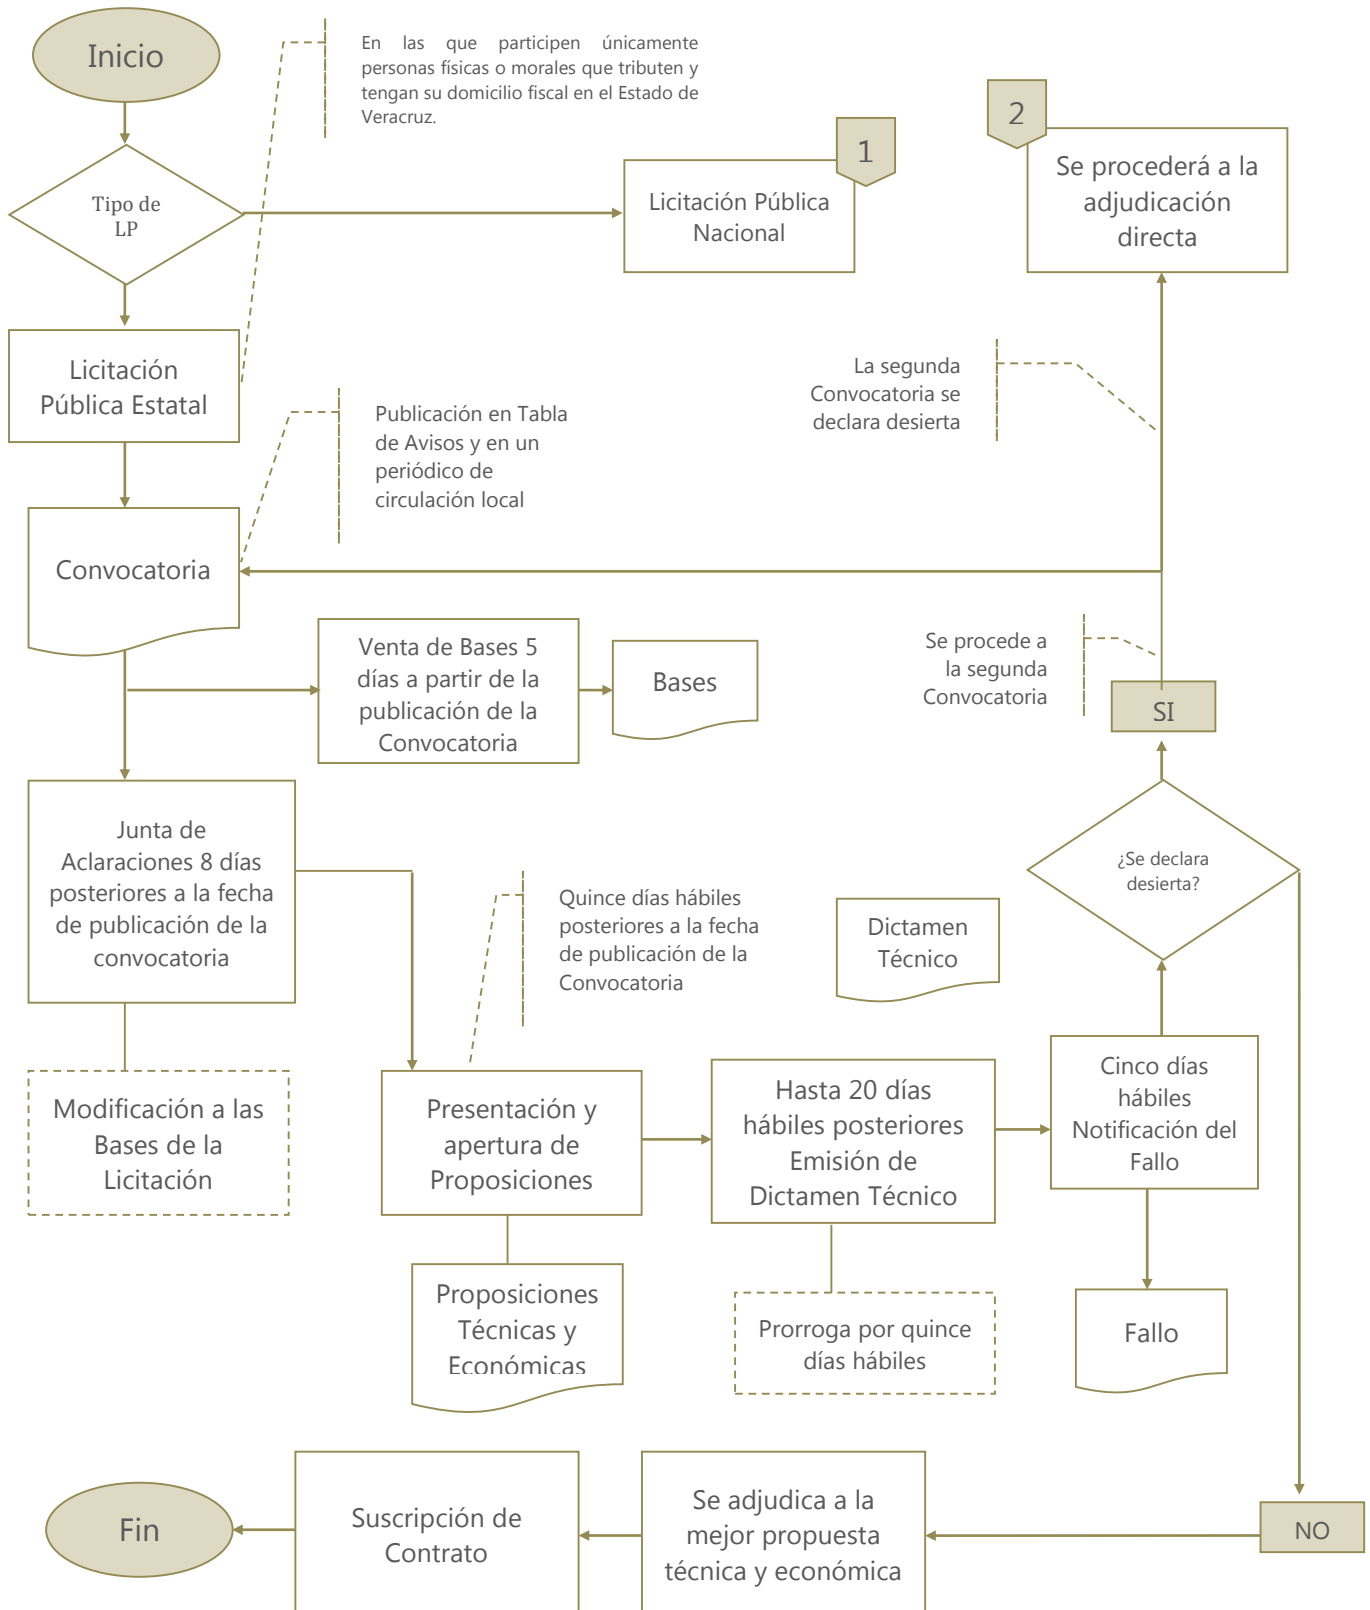 Inicio
En las que participen únicamente
personas físicas o morales que tributen y
tengan su domicilio fiscal en el Estado de
Veracruz.
Tipo de
LP
1
Licitación Pública
Nacional
2
Se procederá a la
adjudicación
directa
Licitación
Pública Estatal
La segunda
Convocatoria se
declara desierta
Publicación en Tabla
de Avisos y en un
periódico de
circulación local
Convocatoria
Venta de Bases 5
días a partir de la
publicación de la
Convocatoria
Bases
Se procede a
la segunda
Convocatoria
SI
Junta de
Aclaraciones 8 días
posteriores a la fecha
de publicación de la
convocatoria
¿Se declara
desierta?
Quince días hábiles
posteriores a la fecha
de publicación de la
Convocatoria
Dictamen
Técnico
Modificación a las
Bases de la
Licitación
Presentación y
apertura de
Proposiciones
Hasta 20 días
hábiles posteriores
Emisión de
Dictamen Técnico
Cinco días
hábiles
Notificación del
Fallo
Proposiciones
Técnicas y
Económicas
Prorroga por quince
días hábiles
Fallo
Fin
Suscripción de
Contrato
Se adjudica a la
mejor propuesta
técnica y económica
NO